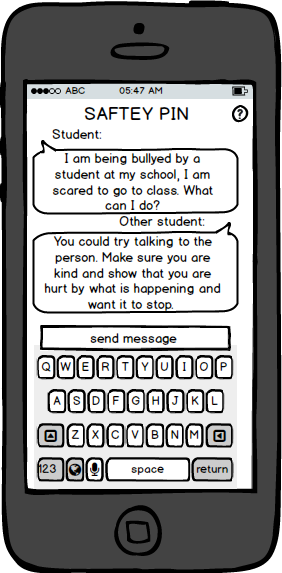 ABC 05:47 AM
SAFTEY PIN ?
Student:
I am being bullyed by a
student at my school, I am
scared to go to class. What
can I do?
Other student:
You could try talking to the
person. Make sure you are
kind and show that you are
hurt by what is happening and
want it to stop.
send message
Q W E R T Y U I O P
A S D F G H J K L
Z X C V B N M
123 space return